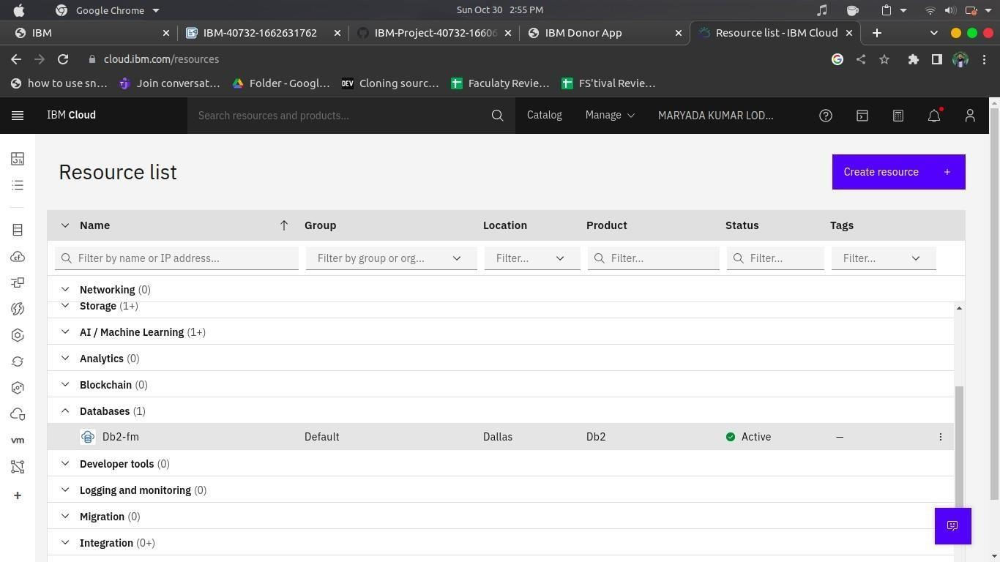 Google Chrome
Sun Oct 30 2:55 PM
IBM
IBM-40732-1662631762
IBM-Project-40732-16606
IBM Donor App
Resource list - IBM Cloud
cloud.ibm.com/resources
how to use sn...
Join conversat...
Folder - Googl...
DEV Cloning sourc...
Faculaty Revie...
FS'tival Revie...
IBM Cloud
Search resources and products...
Catalog
Manage
MARYADA KUMAR LOD...
Resource list
Create resource +
Name Group Location Product Status Tags
Filter by name or IP address... Filter by group or org... Filter... Filter... Filter... Filter...
Networking (0)
Storage (1+)
AI / Machine Learning (1+)
Analytics (0)
Blockchain (0)
Databases (1)
Db2-fm Default Dallas Db2 Active —
Developer tools (0)
Logging and monitoring (0)
vm
Migration (0)
Integration (0+)